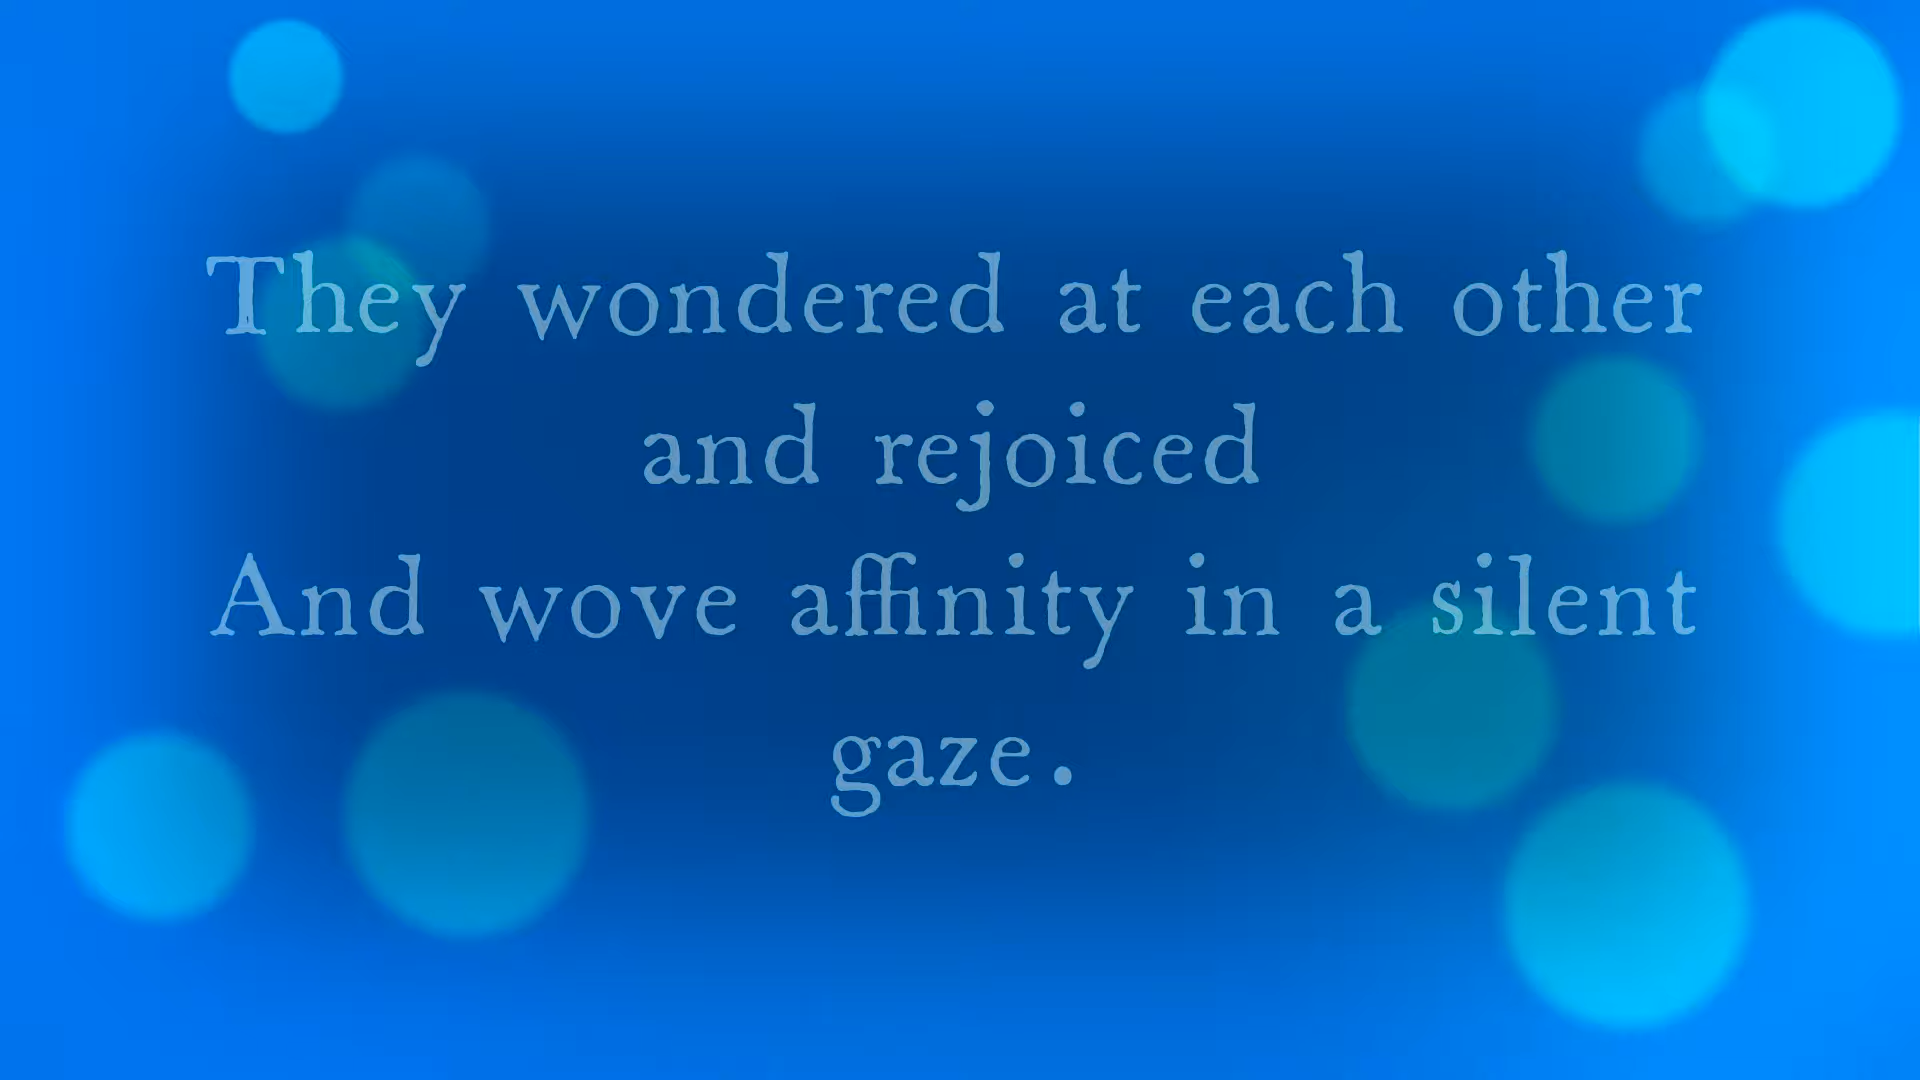 They wondered at each other
and rejoiced
And wove affinity in a silent
gaze.